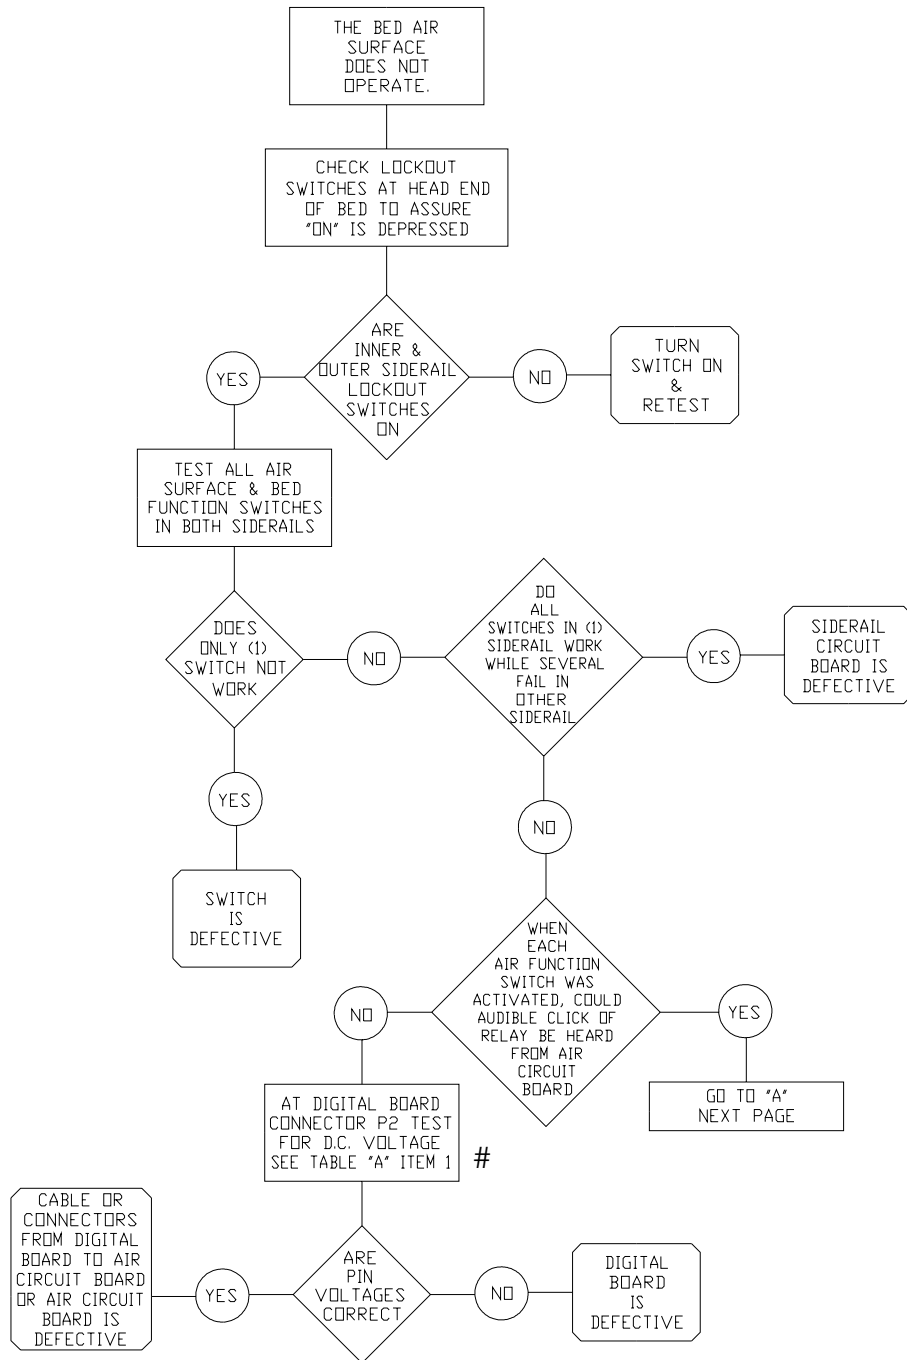 THE BED AIR
SURFACE
DOES NOT
OPERATE.
CHECK LOCKOUT
SWITCHES AT HEAD END
OF BED TO ASSURE
"ON" IS DEPRESSED
ARE
INNER &
OUTER SIDERAIL
LOCKOUT
SWITCHES
ON
YES
NO
TURN
SWITCH ON
&
RETEST
TEST ALL AIR
SURFACE & BED
FUNCTION SWITCHES
IN BOTH SIDERAILS
DOES
ONLY (1)
SWITCH NOT
WORK
NO
DO
ALL
SWITCHES IN (1)
SIDERAIL WORK
WHILE SEVERAL
FAIL IN
OTHER
SIDERAIL
YES
SIDERAIL
CIRCUIT
BOARD IS
DEFECTIVE
YES
SWITCH
IS
DEFECTIVE
NO
WHEN
EACH
AIR FUNCTION
SWITCH WAS
ACTIVATED, COULD
AUDIBLE CLICK OF
RELAY BE HEARD
FROM AIR
CIRCUIT
BOARD
NO
YES
GO TO "A"
NEXT PAGE
AT DIGITAL BOARD
CONNECTOR P2 TEST
FOR D.C. VOLTAGE
SEE TABLE "A" ITEM 1
#
ARE
PIN
VOLTAGES
CORRECT
YES
CABLE OR
CONNECTORS
FROM DIGITAL
BOARD TO AIR
CIRCUIT BOARD
OR AIR CIRCUIT
BOARD IS
DEFECTIVE
NO
DIGITAL
BOARD
IS
DEFECTIVE